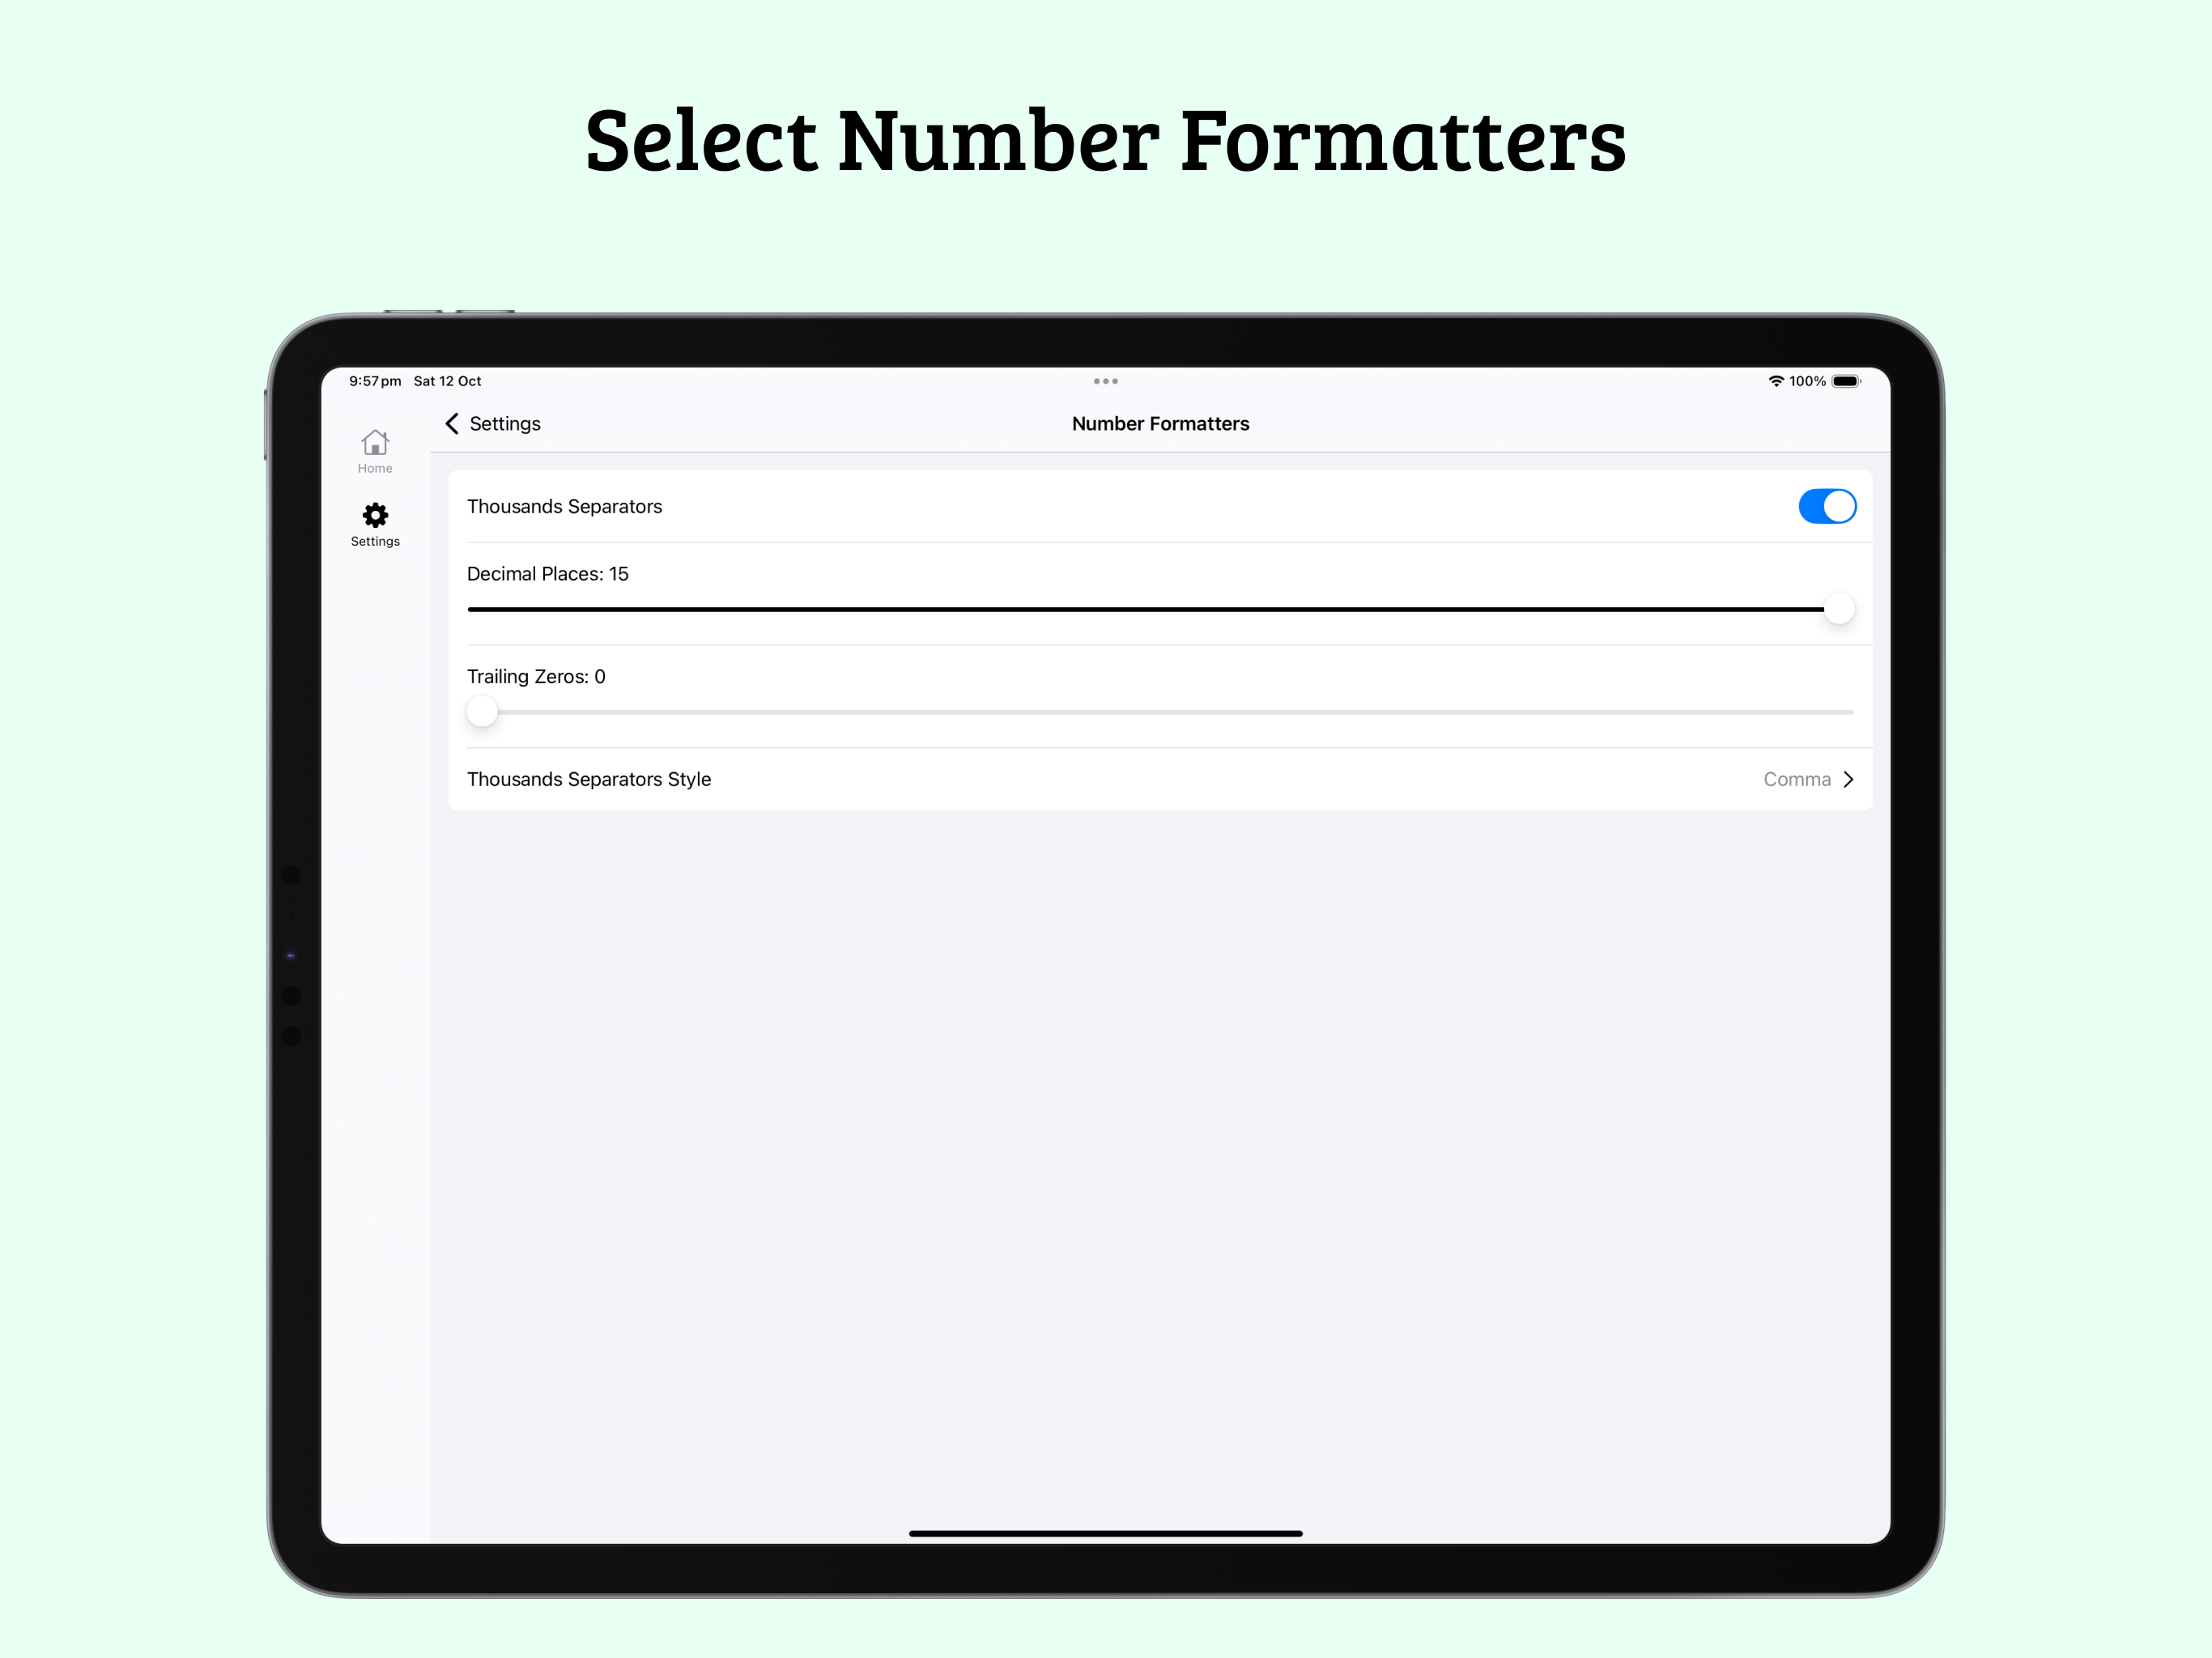 Select Number Formatters
9:57 pm Sat 12 Oct
100%
Settings
Number Formatters
Home
Settings
Thousands Separators
Decimal Places: 15
Trailing Zeros: 0
Thousands Separators Style
Comma